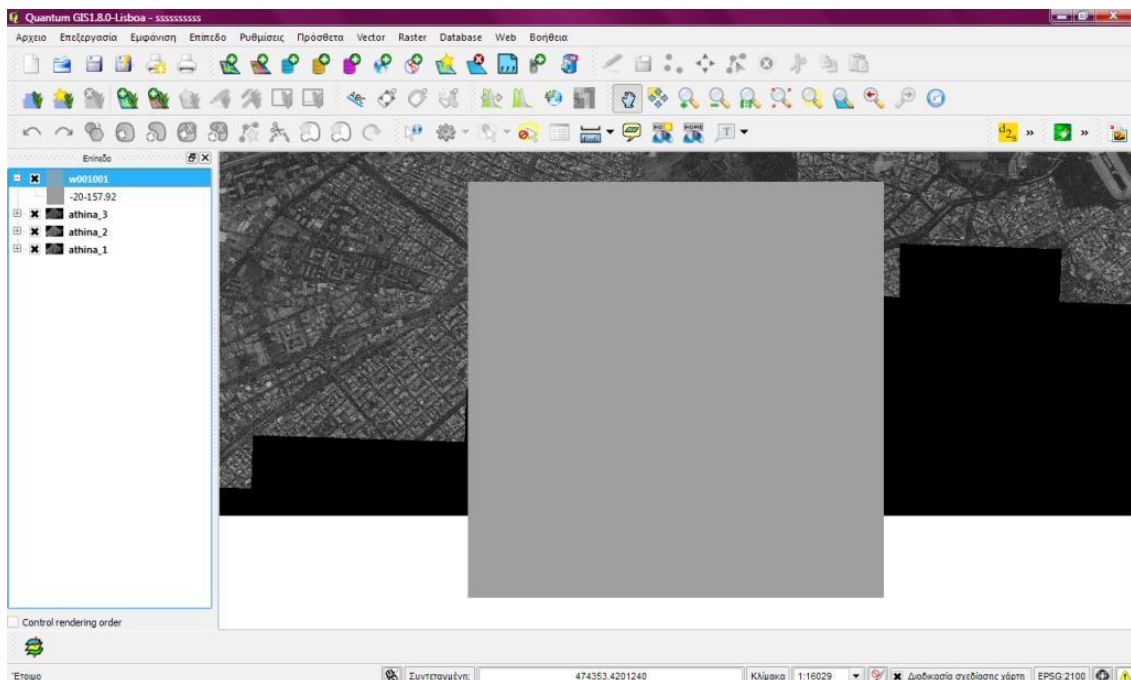 Quantum GIS1.8.0-Lisboa - ssssssssss
Αρχειο Επεξεργασία Εμφάνιση Επίπεδο Ρυθμίσεις Πρόσθετα Vector Raster Database Web Βοήθεια
Επίπεδα
w001001
-20-157.92
athina_3
athina_2
athina_1
Control rendering order
Έτοιμο Συντεταγμένη: 474353.4201240 Κλίμακα 1:16029 Διαδικασία σχεδίασης χάρτη EPSG:2100